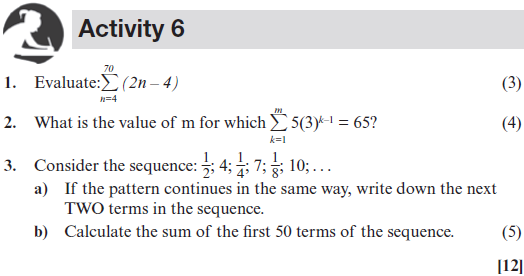 Activity 6
1. Evaluate: \sum_{n=4}^{70} (2n – 4) (3)
2. What is the value of m for which \sum_{k=1}^{m} 5(3)^{k–1} = 65? (4)
3. Consider the sequence: 1/2; 4; 1/4; 7; 1/8; 10; . . .
a) If the pattern continues in the same way, write down the next
TWO terms in the sequence.
b) Calculate the sum of the first 50 terms of the sequence. (5)
[12]